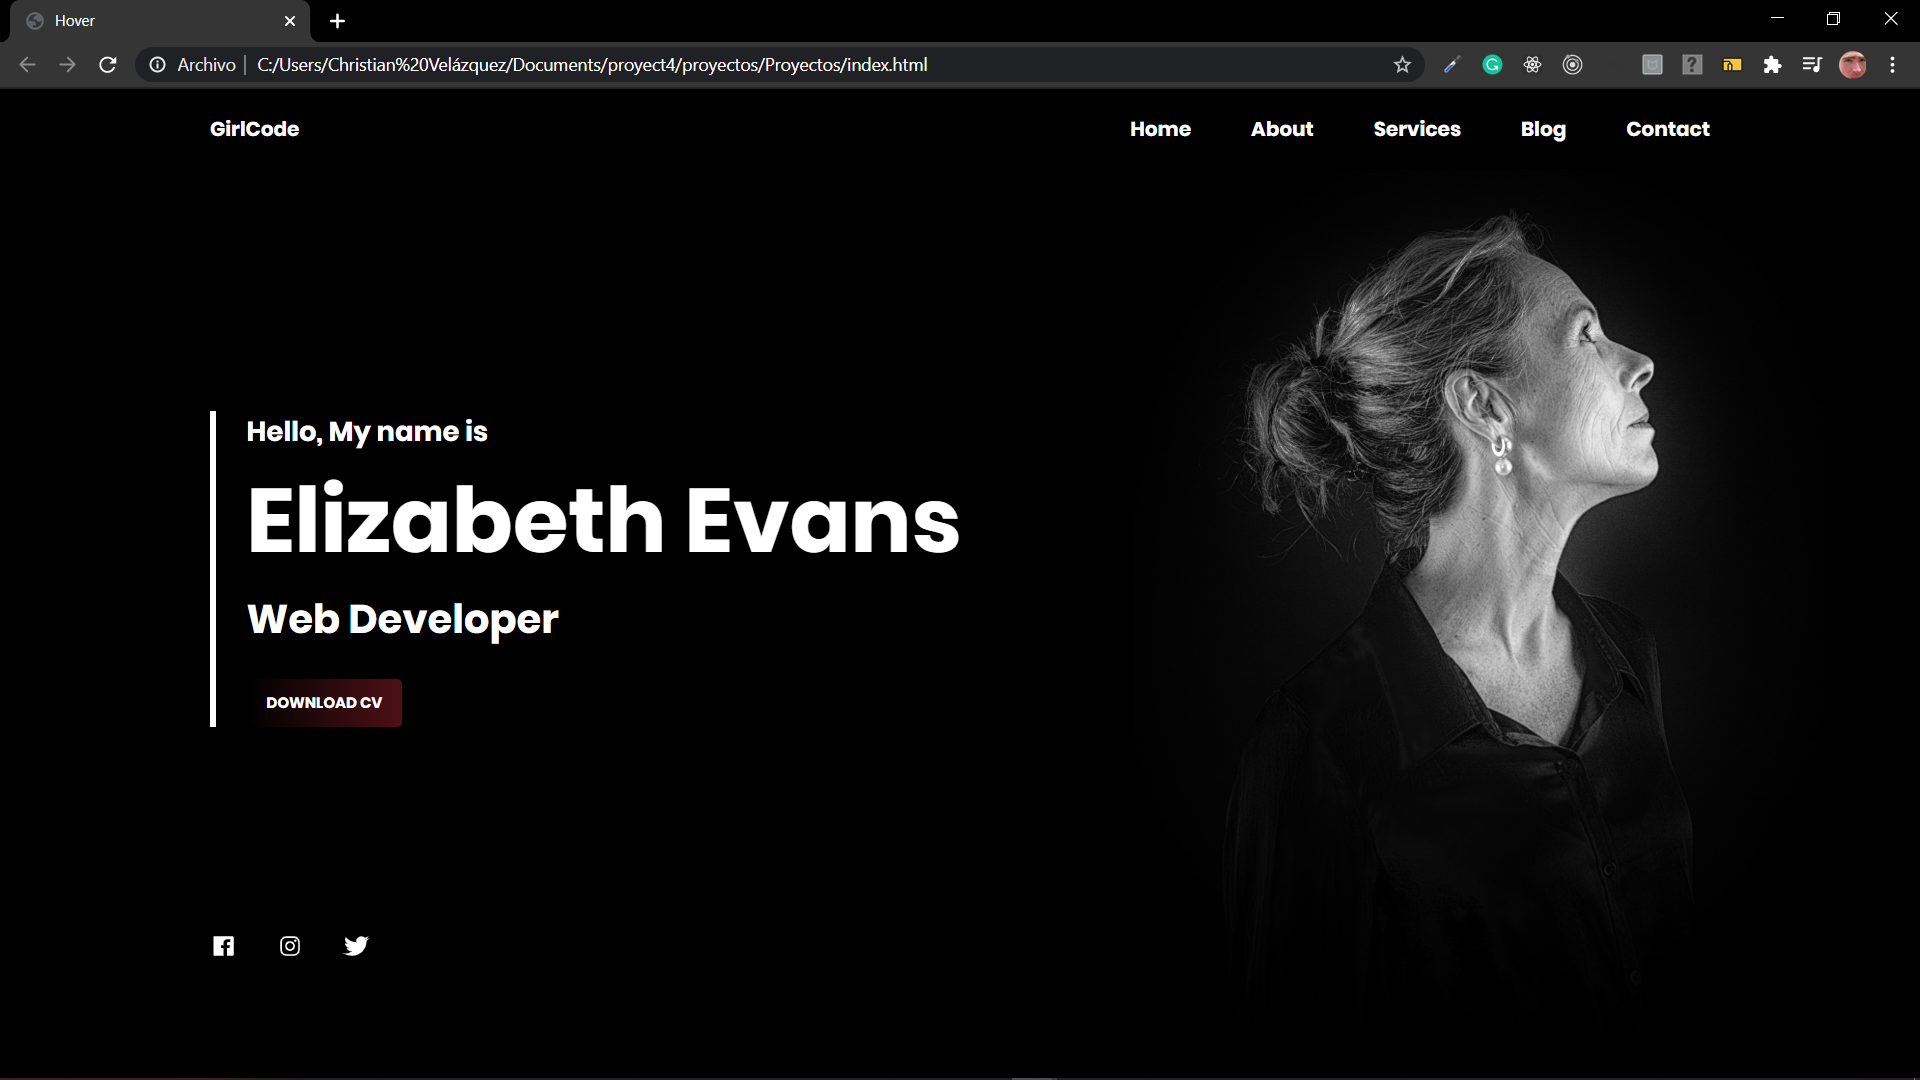 Hover
Archivo
C:/Users/Christian%20Velázquez/Documents/proyect4/proyectos/Proyectos/index.html
GirlCode
Home About Services Blog Contact
Hello, My name is
Elizabeth Evans
Web Developer
DOWNLOAD CV